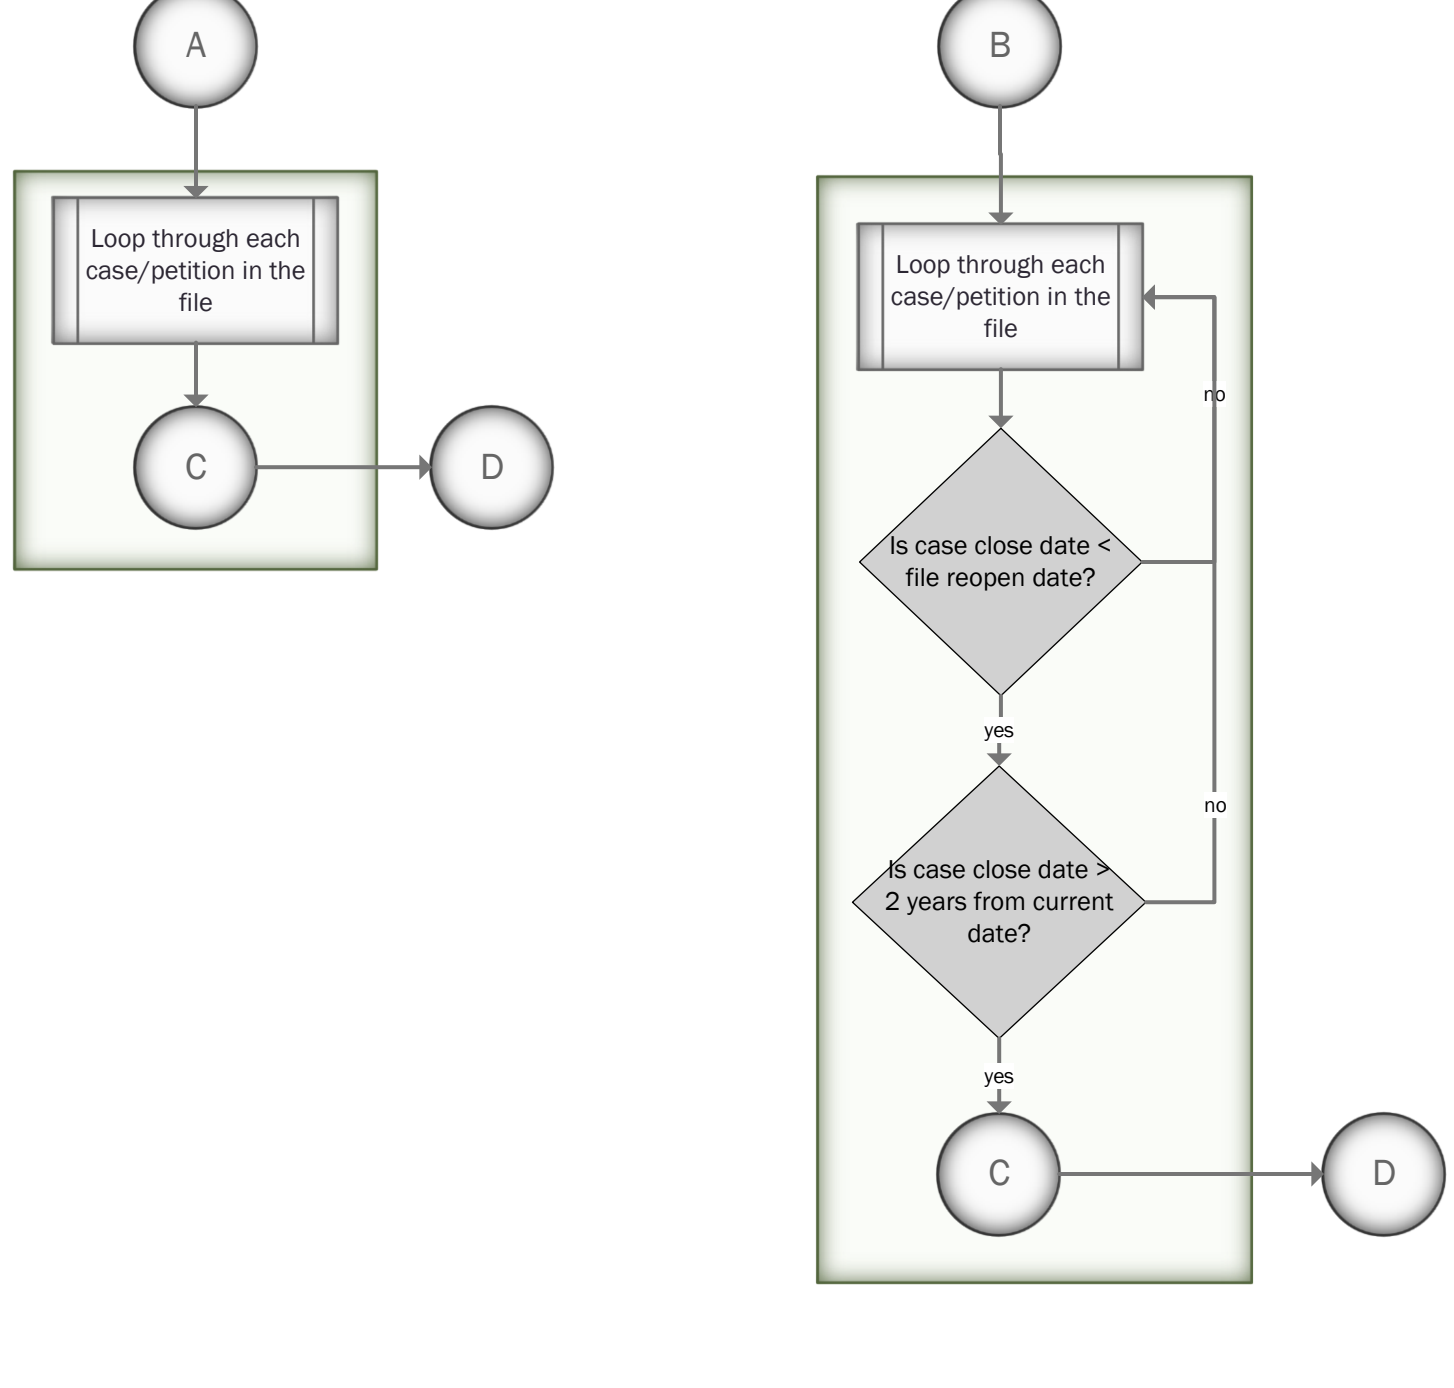 A
Loop through each
case/petition in the
file
C
D
B
Loop through each
case/petition in the
file
no
Is case close date <
file reopen date?
yes
no
Is case close date >
2 years from current
date?
yes
C
D